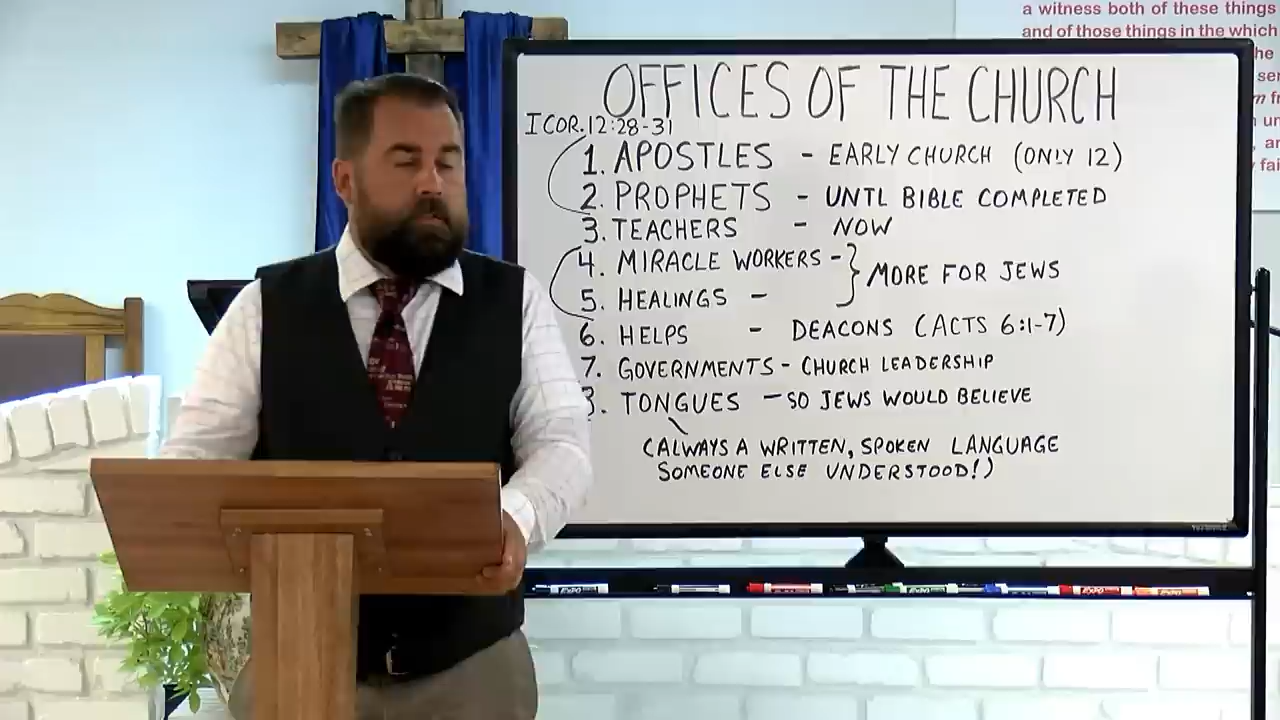 a witness both of these things
and of those things in the which
OFFICES OF THE CHURCH
I COR. 12:28-31
1. APOSTLES - EARLY CHURCH (ONLY 12)
2. PROPHETS - UNTL BIBLE COMPLETED
3. TEACHERS - NOW
4. MIRACLE WORKERS -
5. HEALINGS -
MORE FOR JEWS
6. HELPS - DEACONS (ACTS 6:1-7)
7. GOVERNMENTS - CHURCH LEADERSHIP
8. TONGUES - SO JEWS WOULD BELIEVE
(ALWAYS A WRITTEN, SPOKEN LANGUAGE
SOMEONE ELSE UNDERSTOOD!)
EXPO